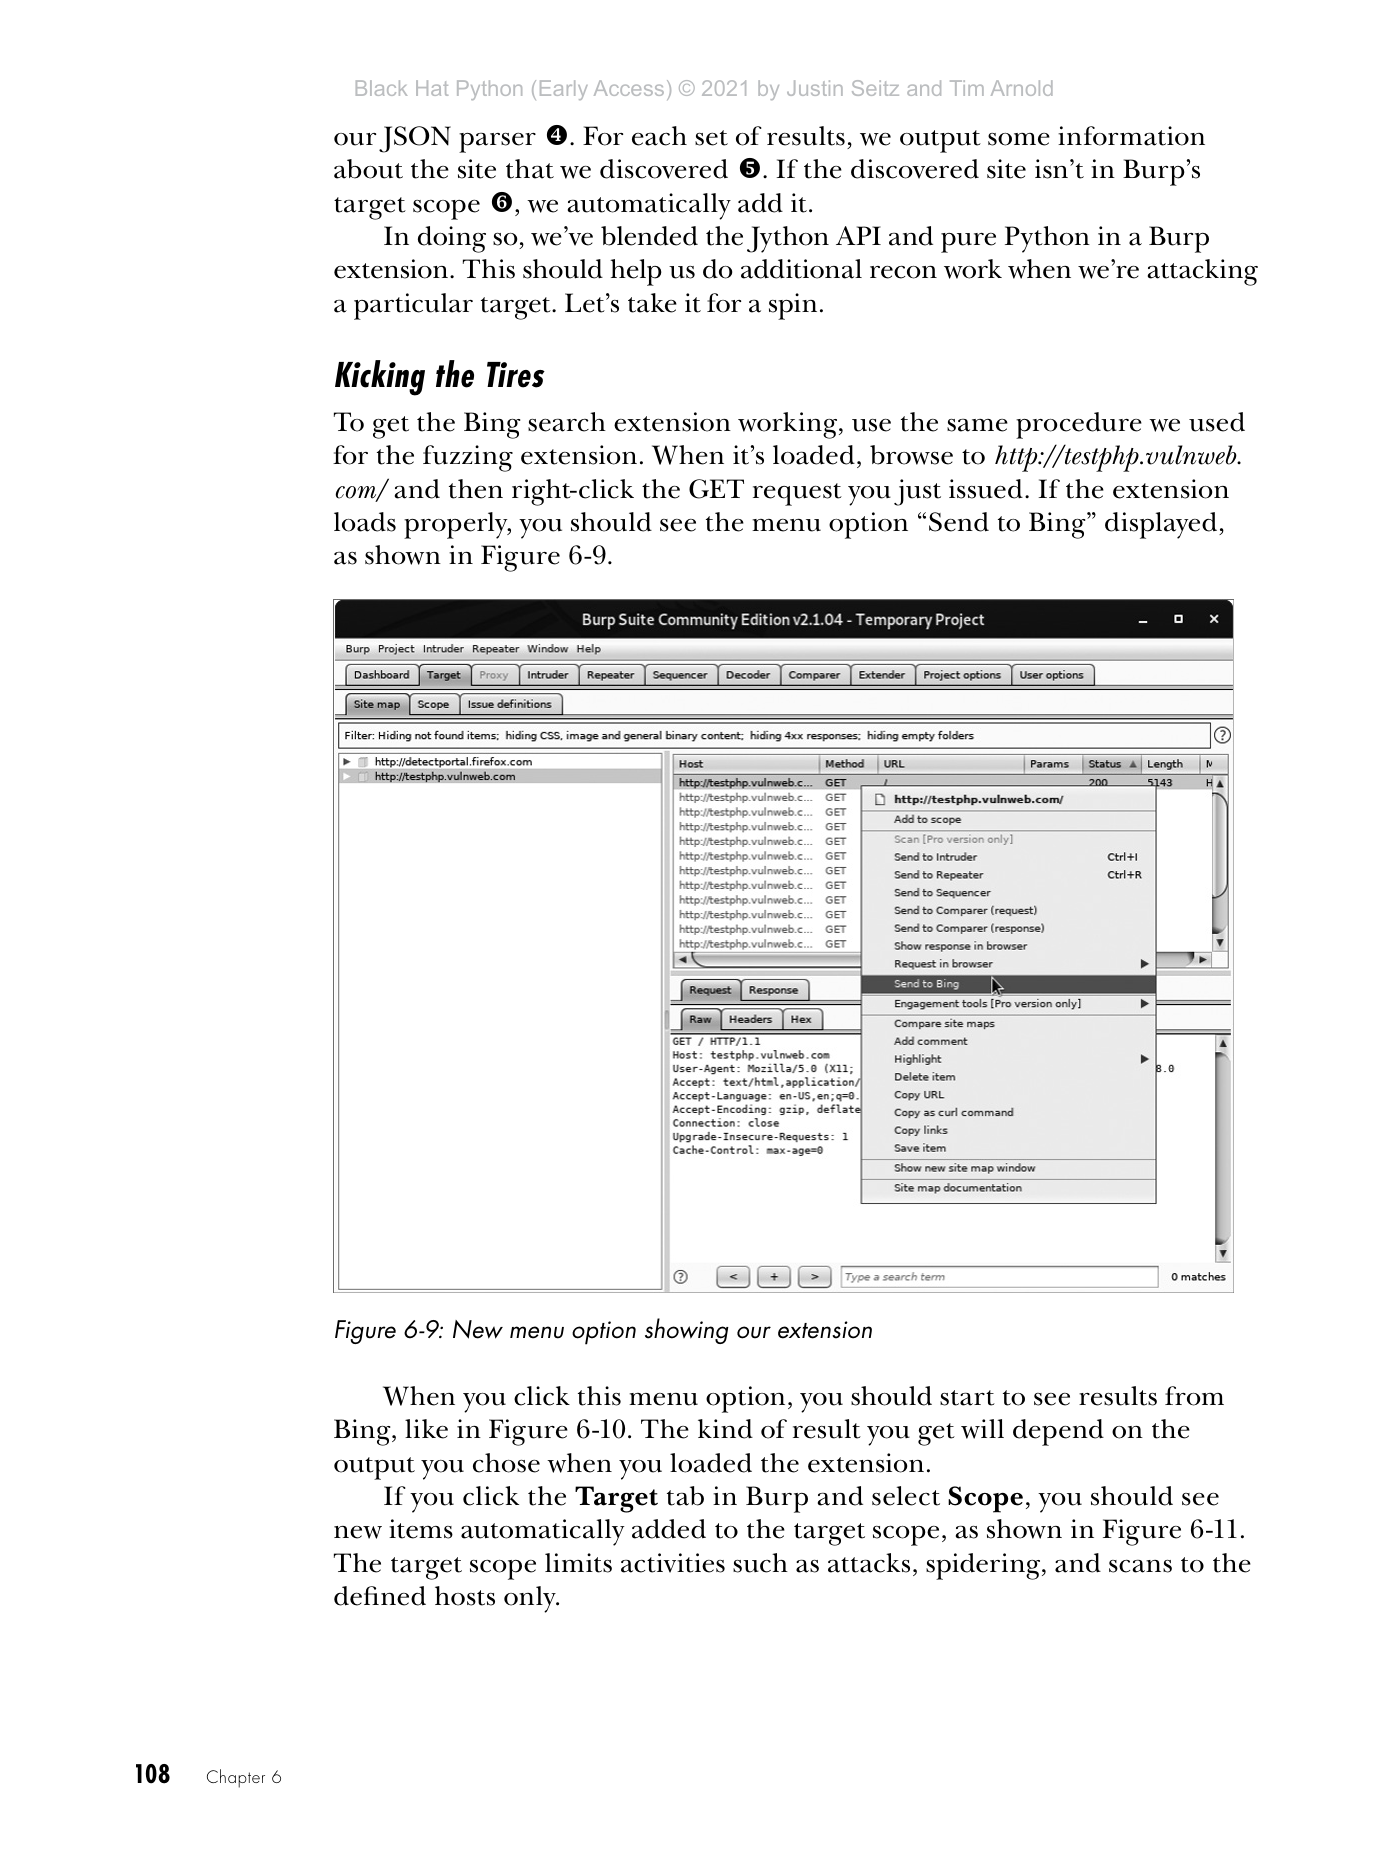 Black Hat Python (Early Access) © 2021 by Justin Seitz and Tim Arnold
our JSON parser ❹. For each set of results, we output some information
about the site that we discovered ❺. If the discovered site isn’t in Burp’s
target scope ❻, we automatically add it.
In doing so, we’ve blended the Jython API and pure Python in a Burp
extension. This should help us do additional recon work when we’re attacking
a particular target. Let’s take it for a spin.
Kicking the Tires
To get the Bing search extension working, use the same procedure we used
for the fuzzing extension. When it’s loaded, browse to http://testphp.vulnweb.
com/ and then right-click the GET request you just issued. If the extension
loads properly, you should see the menu option “Send to Bing” displayed,
as shown in Figure 6-9.
Burp Suite Community Edition v2.1.04 - Temporary Project
Burp Project Intruder Repeater Window Help
Dashboard Target Proxy Intruder Repeater Sequencer Decoder Comparer Extender Project options User options
Site map Scope Issue definitions
Filter: Hiding not found items; hiding CSS, image and general binary content; hiding 4xx responses; hiding empty folders ?
http://detectportal.firefox.com
http://testphp.vulnweb.com
Host Method URL Params Status Length
http://testphp.vulnweb.c... GET / 200 5143 H
http://testphp.vulnweb.c... GET
http://testphp.vulnweb.c... GET
http://testphp.vulnweb.c... GET
http://testphp.vulnweb.c... GET
http://testphp.vulnweb.c... GET
http://testphp.vulnweb.c... GET
http://testphp.vulnweb.c... GET
http://testphp.vulnweb.c... GET
http://testphp.vulnweb.c... GET
http://testphp.vulnweb.c... GET
http://testphp.vulnweb.c... GET
http://testphp.vulnweb.com/
Add to scope
Scan [Pro version only]
Send to Intruder Ctrl+I
Send to Repeater Ctrl+R
Send to Sequencer
Send to Comparer (request)
Send to Comparer (response)
Show response in browser
Request in browser
Send to Bing
Engagement tools [Pro version only]
Compare site maps
Add comment
Highlight
Delete item
Copy URL
Copy as curl command
Copy links
Save item
Show new site map window
Site map documentation
Request Response
Raw Headers Hex
GET / HTTP/1.1
Host: testphp.vulnweb.com
User-Agent: Mozilla/5.0 (X11; 8.0
Accept: text/html,application/
Accept-Language: en-US,en;q=0.
Accept-Encoding: gzip, deflate
Connection: close
Upgrade-Insecure-Requests: 1
Cache-Control: max-age=0
? < + > Type a search term 0 matches
Figure 6-9: New menu option showing our extension
When you click this menu option, you should start to see results from
Bing, like in Figure 6-10. The kind of result you get will depend on the
output you chose when you loaded the extension.
If you click the Target tab in Burp and select Scope, you should see
new items automatically added to the target scope, as shown in Figure 6-11.
The target scope limits activities such as attacks, spidering, and scans to the
defined hosts only.
108 Chapter 6